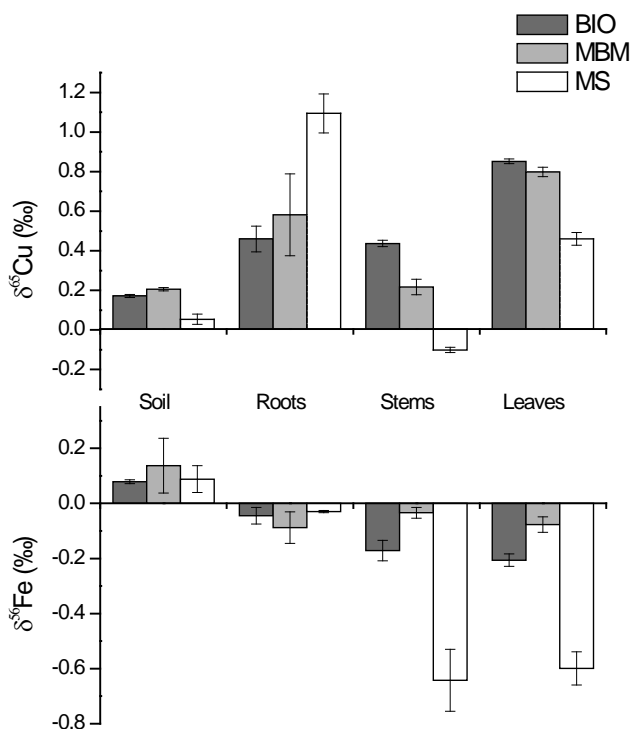 BIO
MBM
MS
δ⁶⁵Cu (‰)
1.2
1.0
0.8
0.6
0.4
0.2
0.0
-0.2
Soil Roots Stems Leaves
δ⁵⁶Fe (‰)
0.2
0.0
-0.2
-0.4
-0.6
-0.8